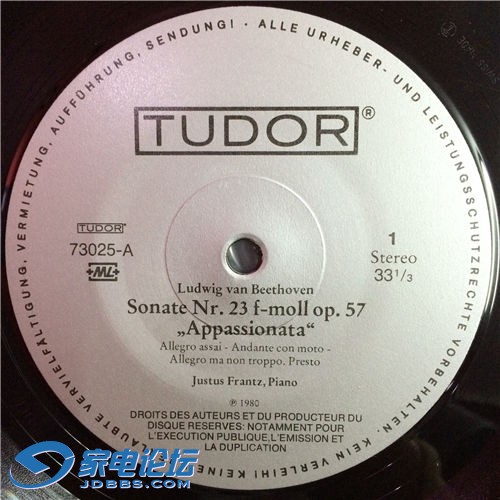 ALLE URHEBER- UND LEISTUNGSSCHUTZRECHTE VORBEHALTEN. KEIN VERLEIH! KEINE
LAUBTE VERVIELFÄLTIGUNG, VERMIETUNG, AUFFÜHRUNG, SENDUNG! ·
TUDOR®
TUDOR
73025-A
ML
1
Stereo
33 1/3
Ludwig van Beethoven
Sonate Nr. 23 f-moll op. 57
„Appassionata“
Allegro assai - Andante con moto -
Allegro ma non troppo. Presto
Justus Frantz, Piano
℗ 1980
DROITS DES AUTEURS ET DU PRODUCTEUR DU
DISQUE RESERVES: NOTAMMENT POUR
L'EXECUTION PUBLIQUE, L'EMISSION ET
LA DUPLICATION
家电论坛
JDBBS.COM